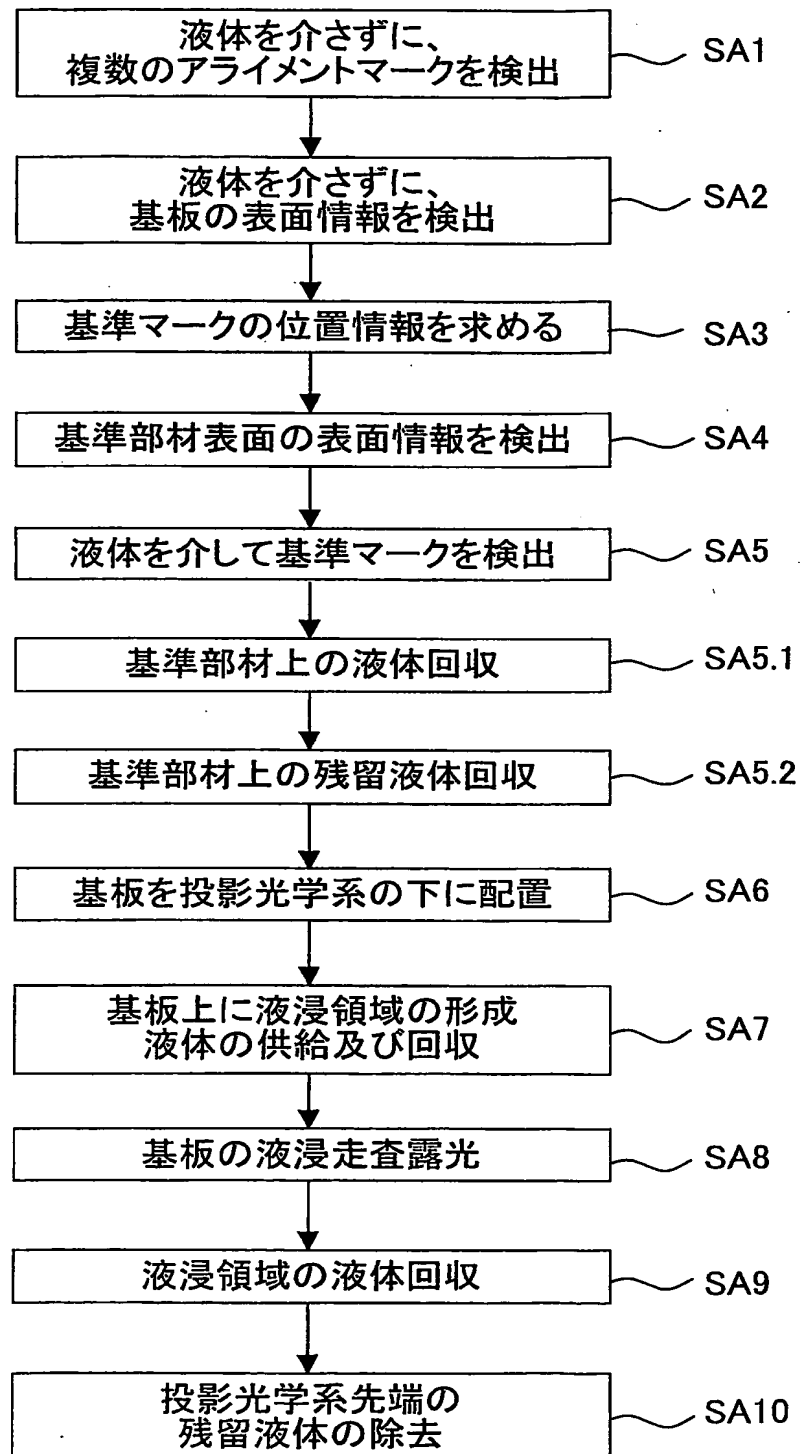 液体を介さずに、
複数のアライメントマークを検出
SA1
液体を介さずに、
基板の表面情報を検出
SA2
基準マークの位置情報を求める
SA3
基準部材表面の表面情報を検出
SA4
液体を介して基準マークを検出
SA5
基準部材上の液体回収
SA5.1
基準部材上の残留液体回収
SA5.2
基板を投影光学系の下に配置
SA6
基板上に液浸領域の形成
液体の供給及び回収
SA7
基板の液浸走査露光
SA8
液浸領域の液体回収
SA9
投影光学系先端の
残留液体の除去
SA10